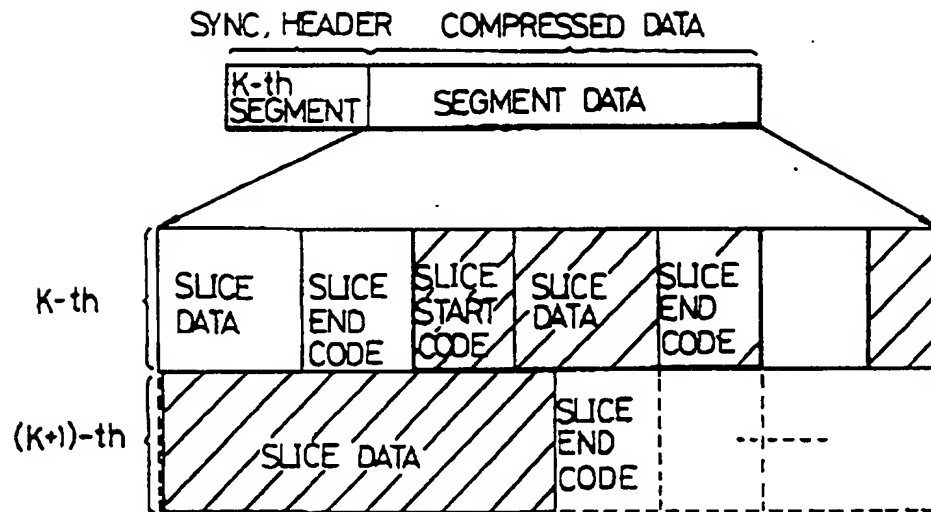 SYNC, HEADER COMPRESSED DATA
K-th
SEGMENT
SEGMENT DATA
K-th
SLICE
DATA
SLICE
END
CODE
SLICE
START
CODE
SLICE
DATA
SLICE
END
CODE
(K+1)-th
SLICE DATA
SLICE
END
CODE